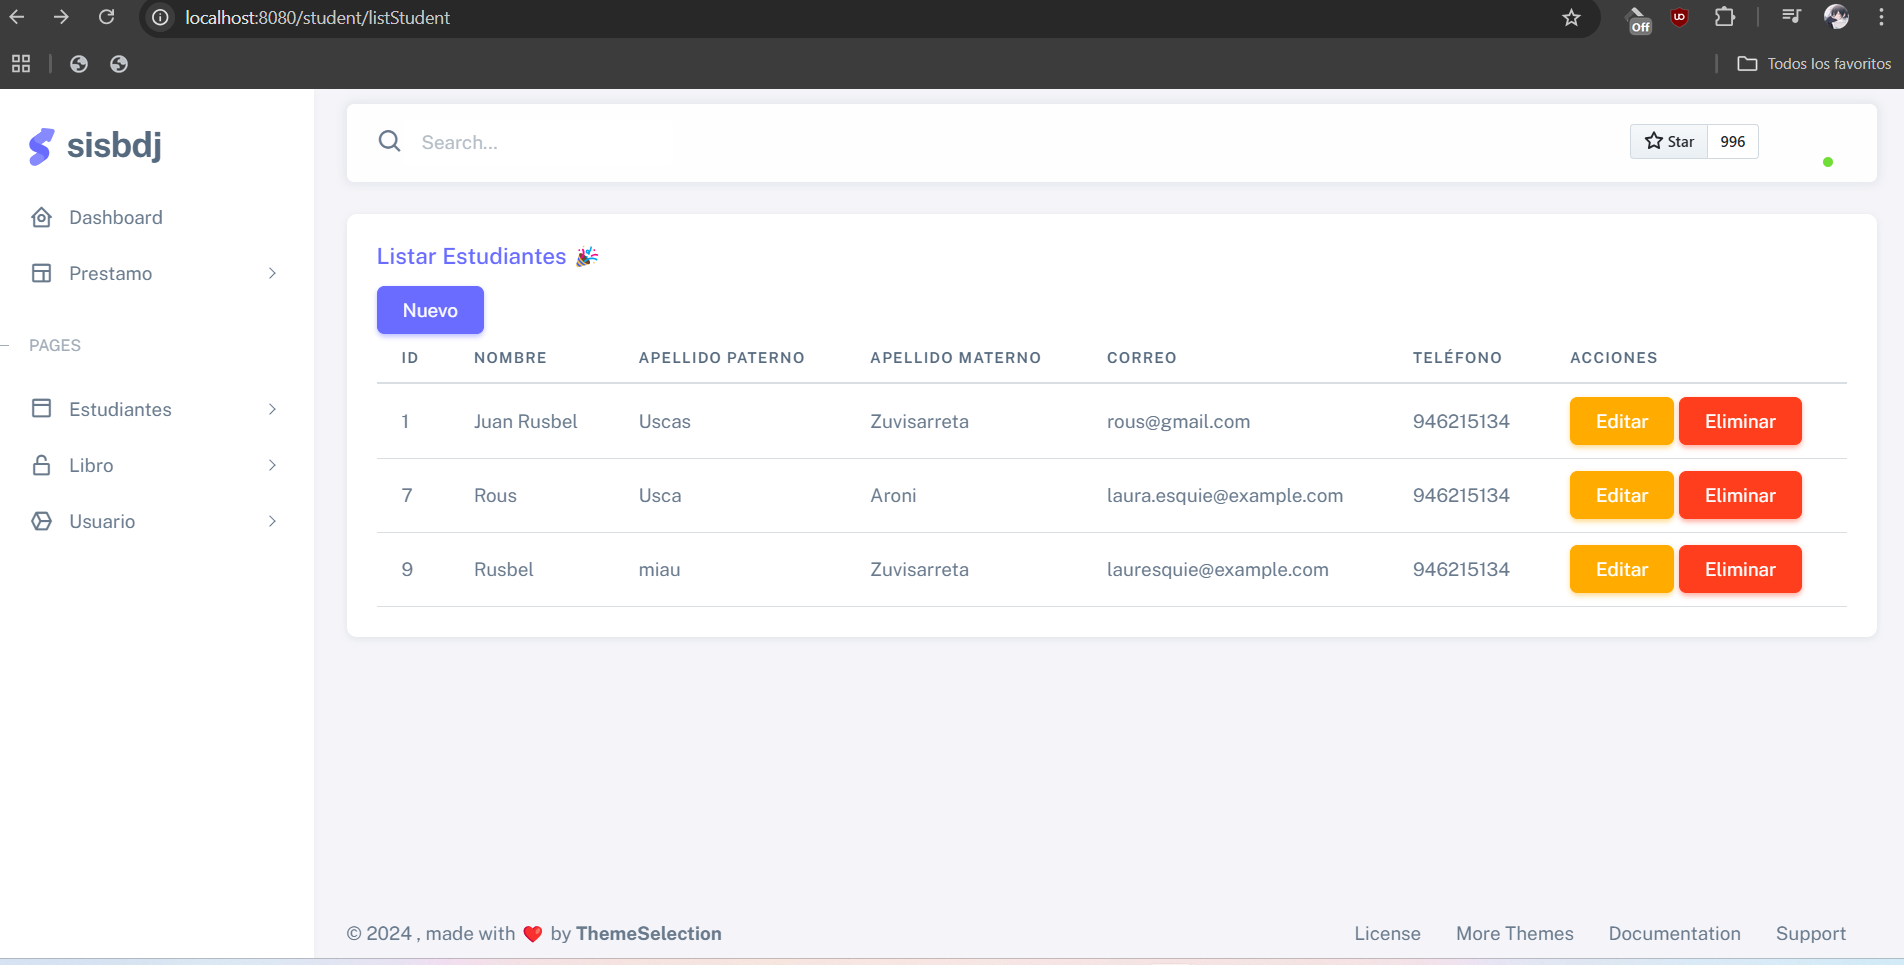 localhost:8080/student/listStudent
Off
UO
Todos los favoritos
sisbdj
Search...
Star 996
Dashboard
Prestamo
PAGES
Estudiantes
Libro
Usuario
Listar Estudiantes 🎉
Nuevo
ID NOMBRE APELLIDO PATERNO APELLIDO MATERNO CORREO TELÉFONO ACCIONES
1 Juan Rusbel Uscas Zuvisarreta rous@gmail.com 946215134 Editar Eliminar
7 Rous Usca Aroni laura.esquie@example.com 946215134 Editar Eliminar
9 Rusbel miau Zuvisarreta lauresquie@example.com 946215134 Editar Eliminar
© 2024 , made with ❤️ by ThemeSelection
License More Themes Documentation Support